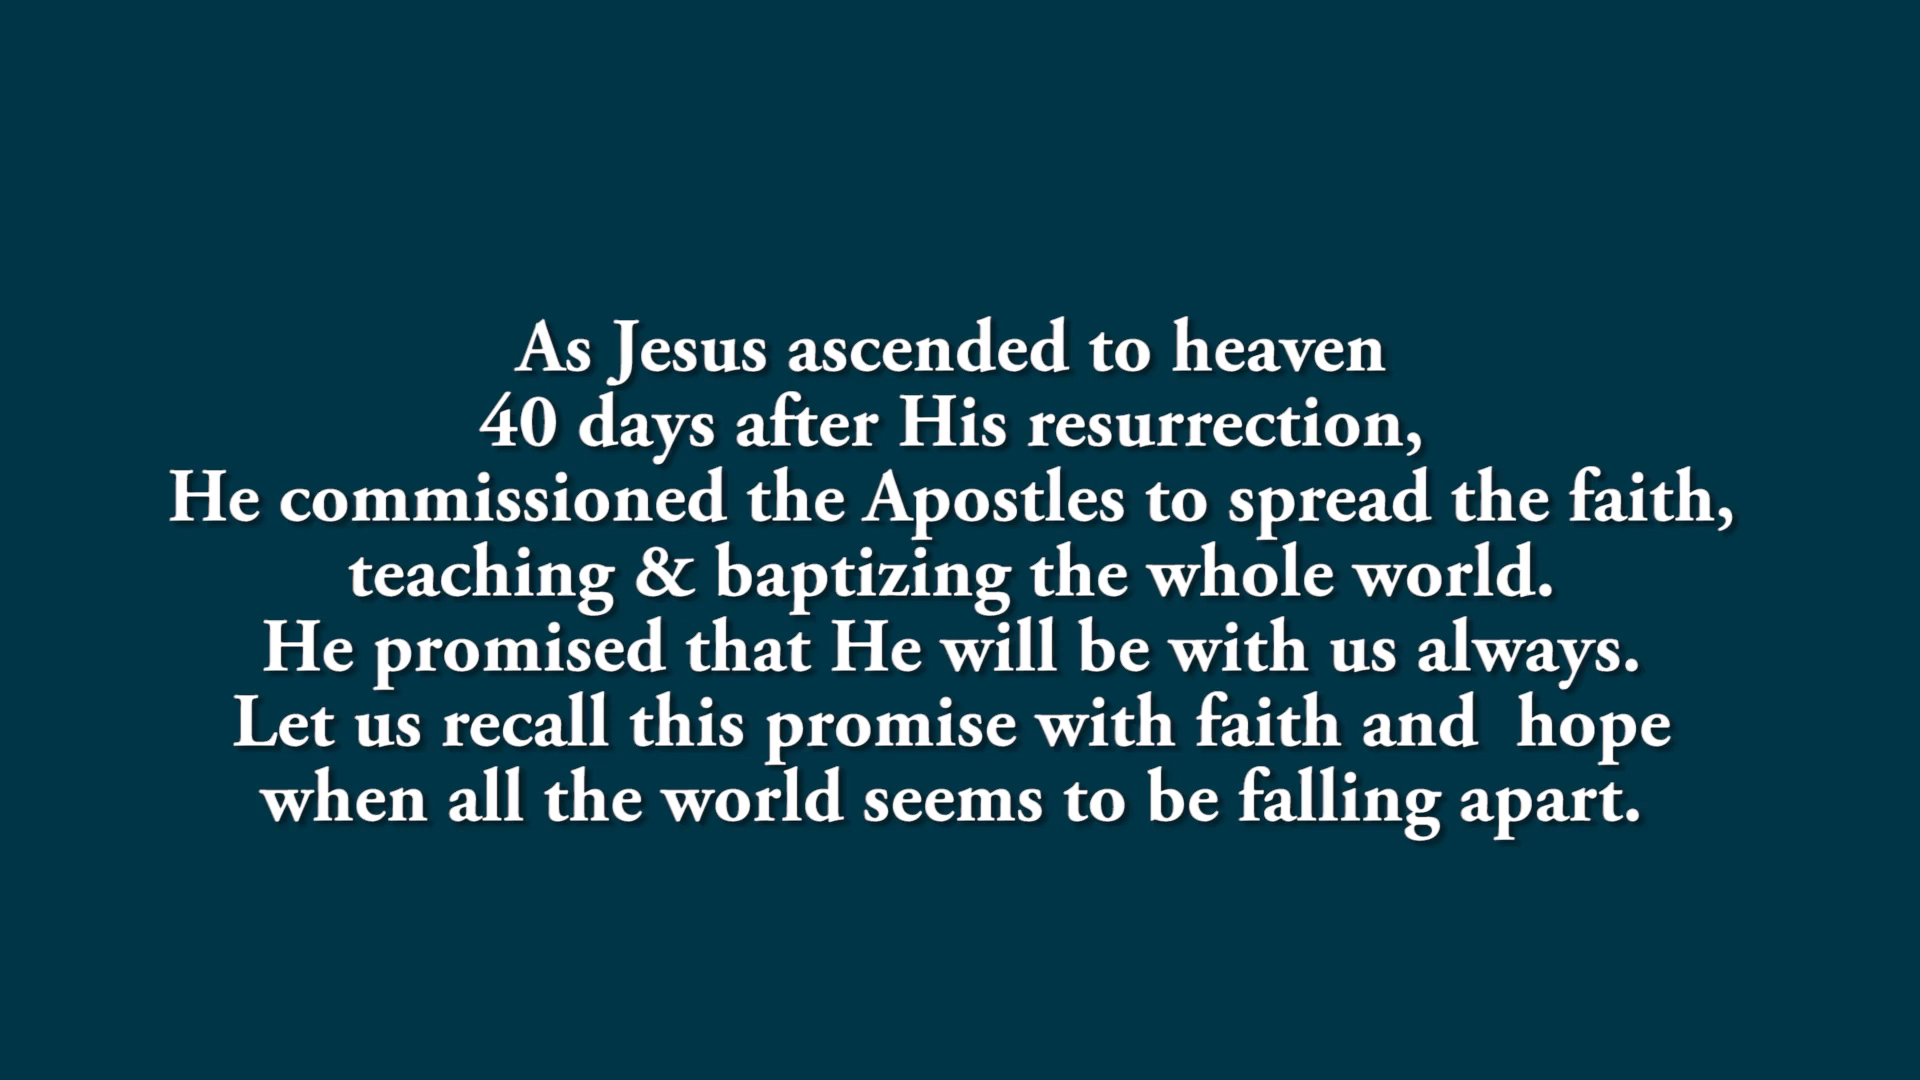 As Jesus ascended to heaven
40 days after His resurrection,
He commissioned the Apostles to spread the faith,
teaching & baptizing the whole world.
He promised that He will be with us always.
Let us recall this promise with faith and  hope
when all the world seems to be falling apart.